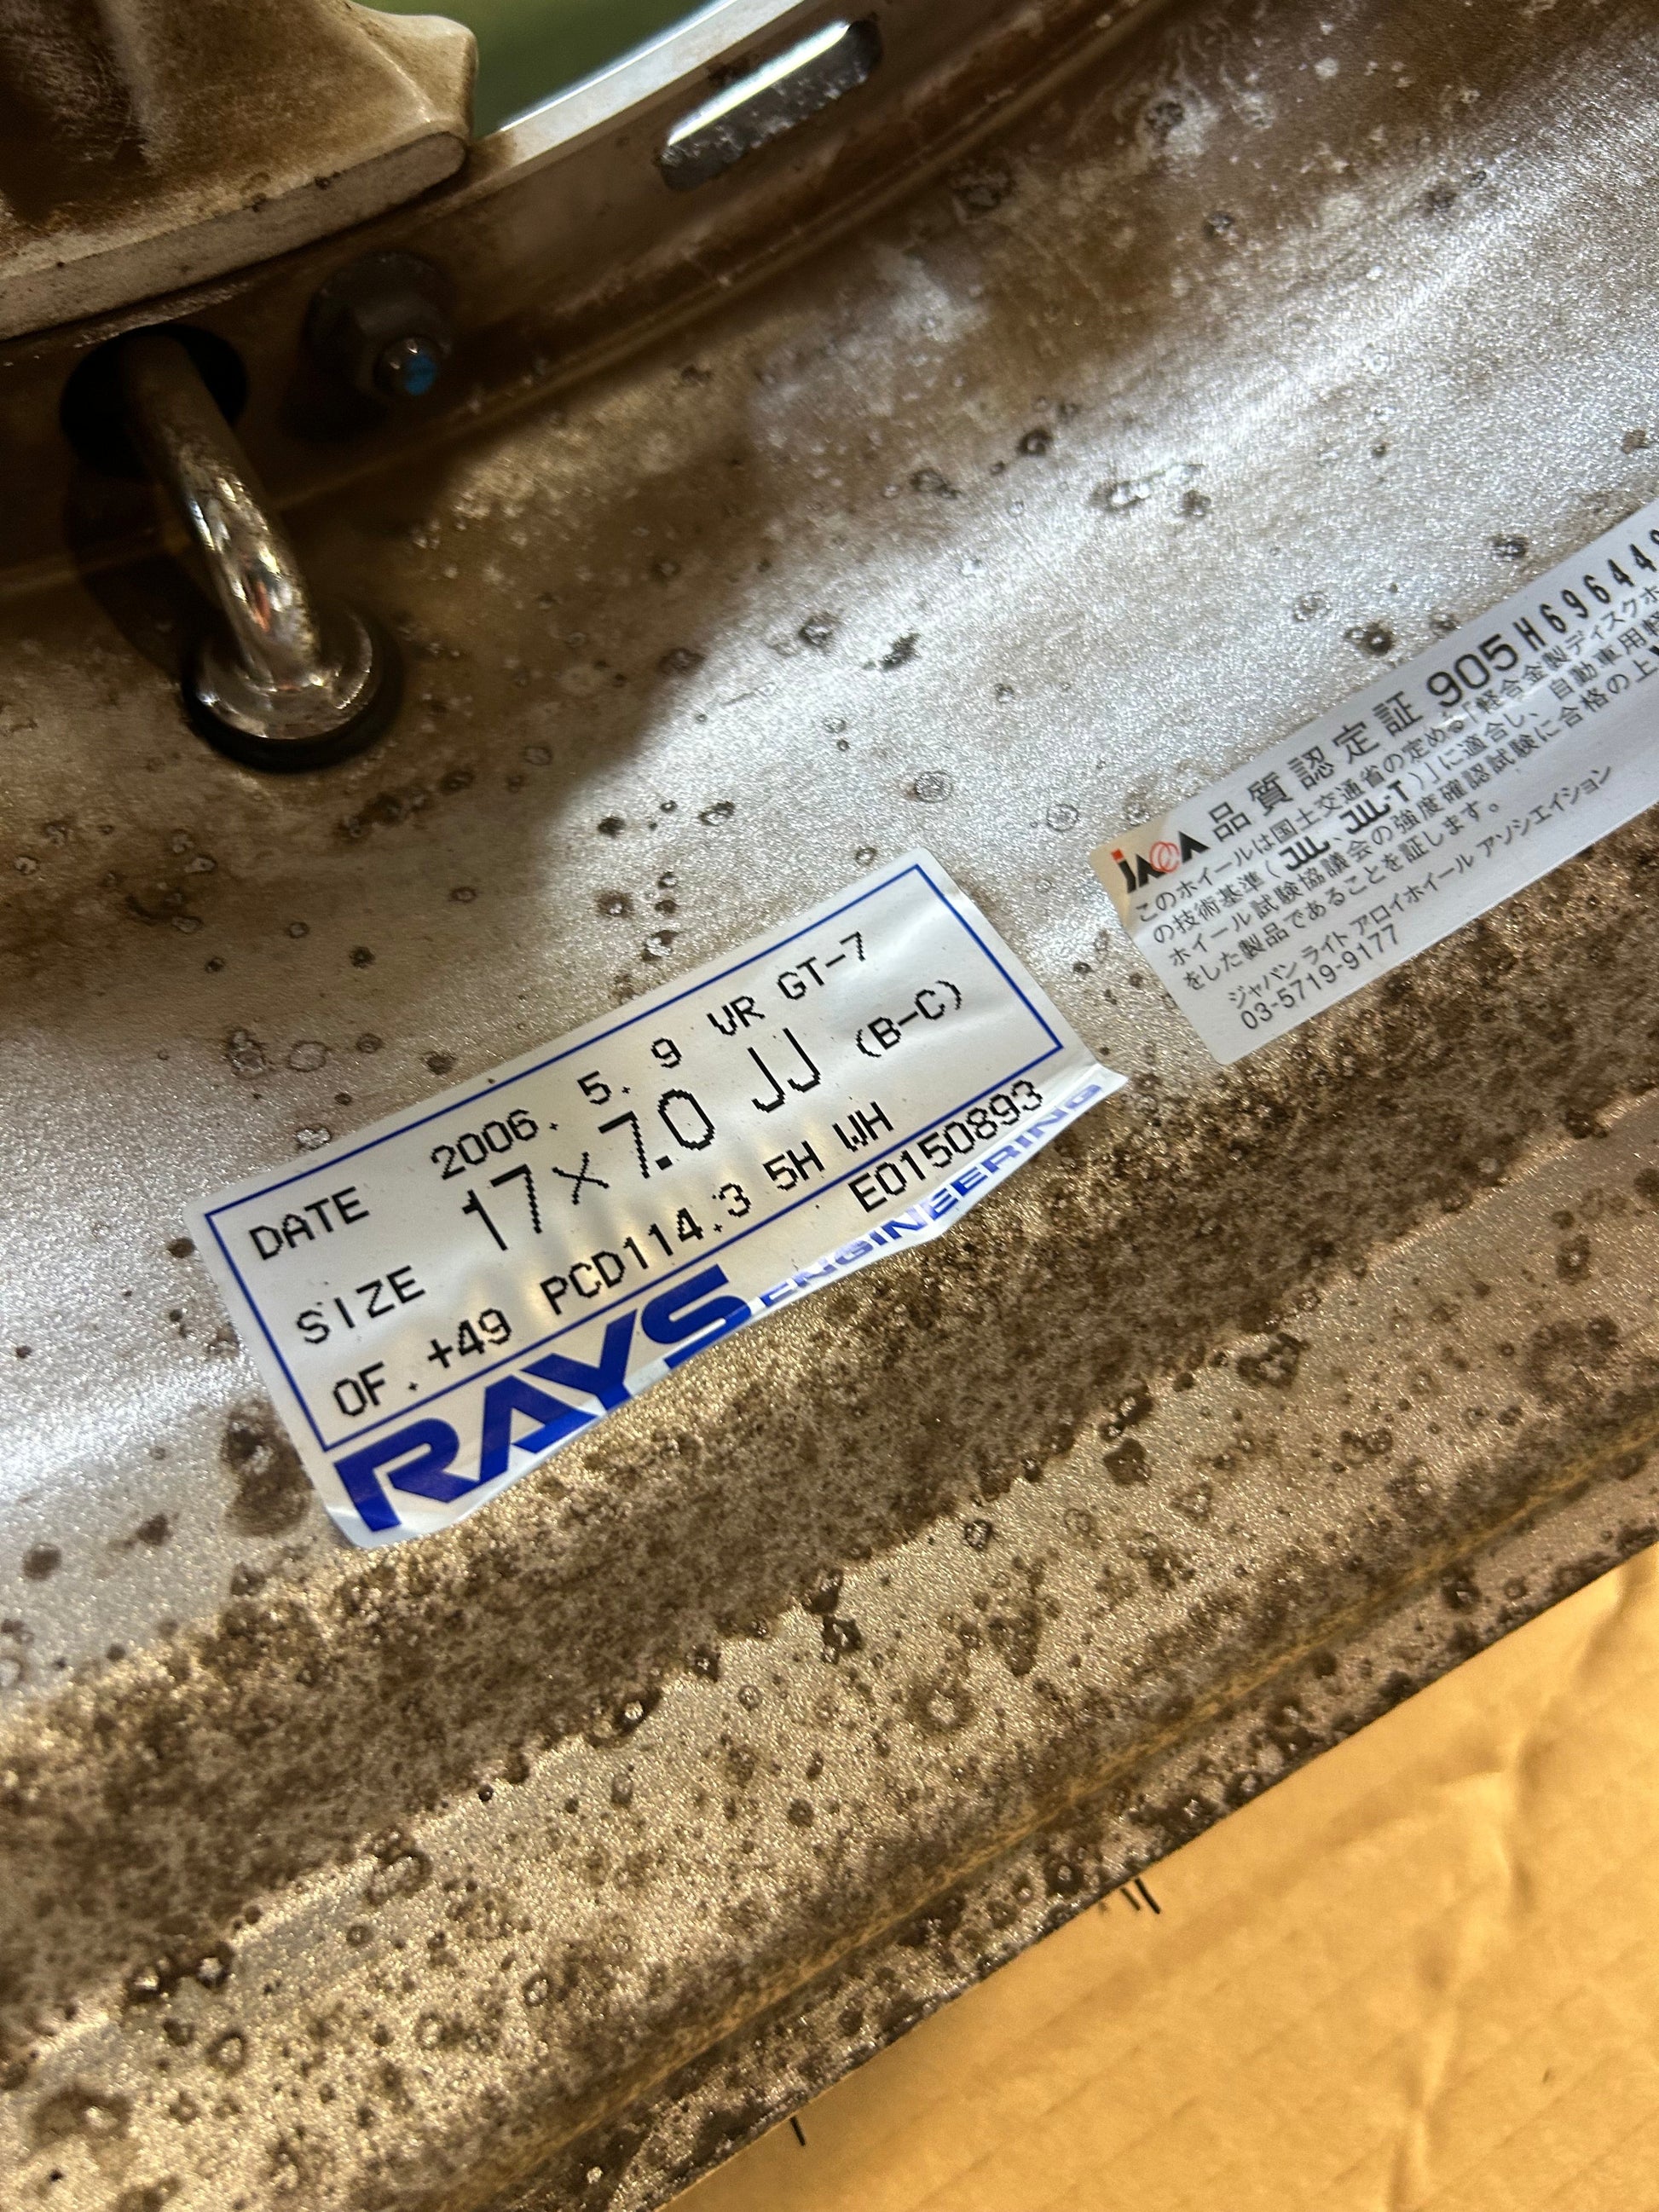 DATE 2006. 5. 9 VR GT-7
SIZE 17×7.0 JJ (B-C)
OF.+49 PCD114.3 5H WH
E0150893
RAYS ENGINEERING
JAWA 品質認定証 905H69644
このホイールは国土交通省の定める「軽合金製ディスクホ
の技術基準(JWL、JWL-T)」に適合し、自動車用軽
ホイール試験協議会の強度確認試験に合格の上
をした製品であることを証します。
ジャパン ライト アロイホイール アソシエイション
03-5719-9177